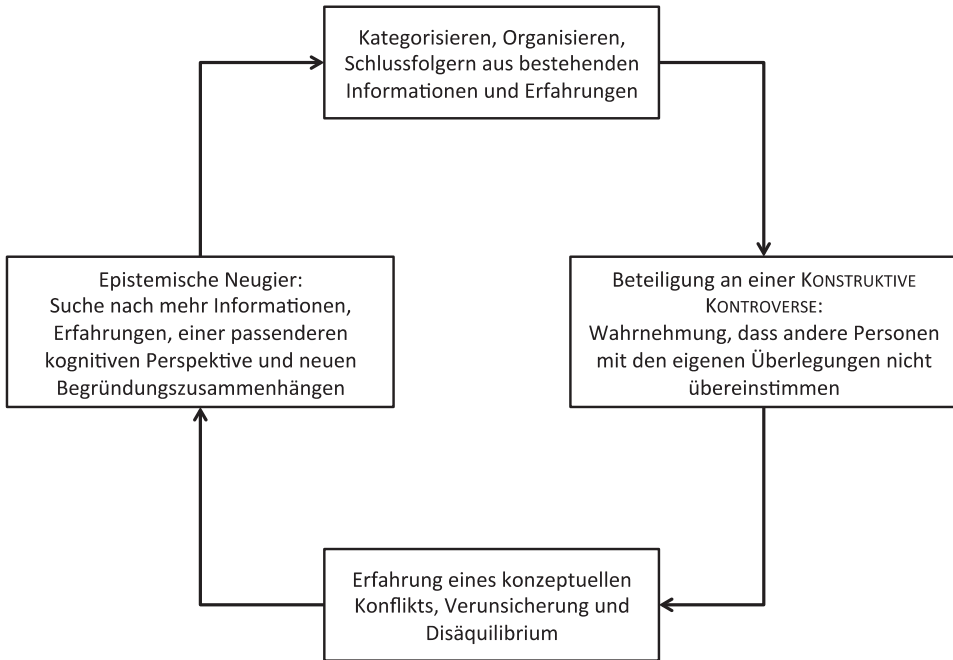 Kategorisieren, Organisieren,
Schlussfolgern aus bestehenden
Informationen und Erfahrungen
Epistemische Neugier:
Suche nach mehr Informationen,
Erfahrungen, einer passenderen
kognitiven Perspektive und neuen
Begründungszusammenhängen
Beteiligung an einer KONSTRUKTIVE
KONTROVERSE:
Wahrnehmung, dass andere Personen
mit den eigenen Überlegungen nicht
übereinstimmen
Erfahrung eines konzeptuellen
Konflikts, Verunsicherung und
Disäquilibrium